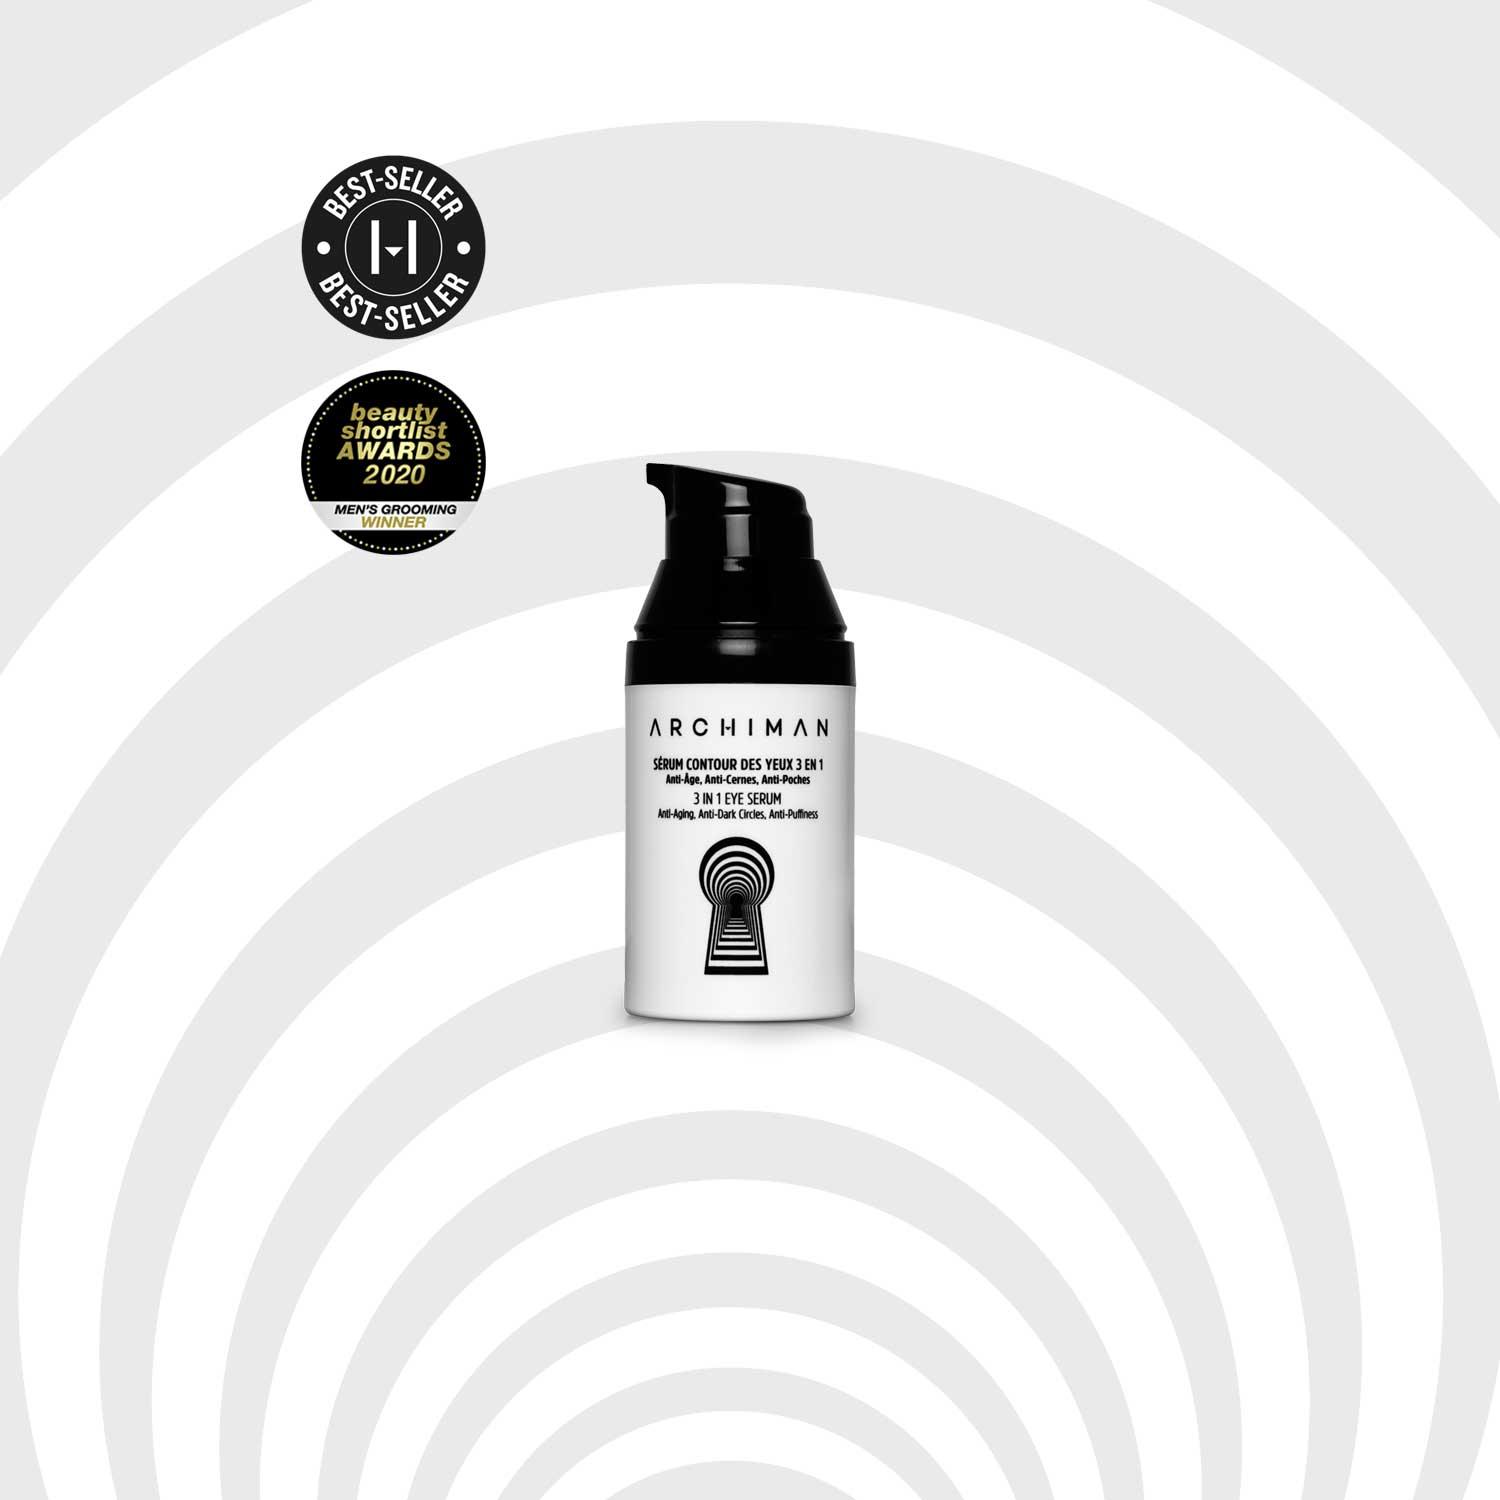 BEST-SELLER
H
BEST-SELLER
beauty
shortlist
AWARDS
2020
MEN'S GROOMING
WINNER
ARCHIMAN
SÉRUM CONTOUR DES YEUX 3 EN 1
Anti-Âge, Anti-Cernes, Anti-Poches
3 IN 1 EYE SERUM
Anti-Aging, Anti-Dark Circles, Anti-Puffiness